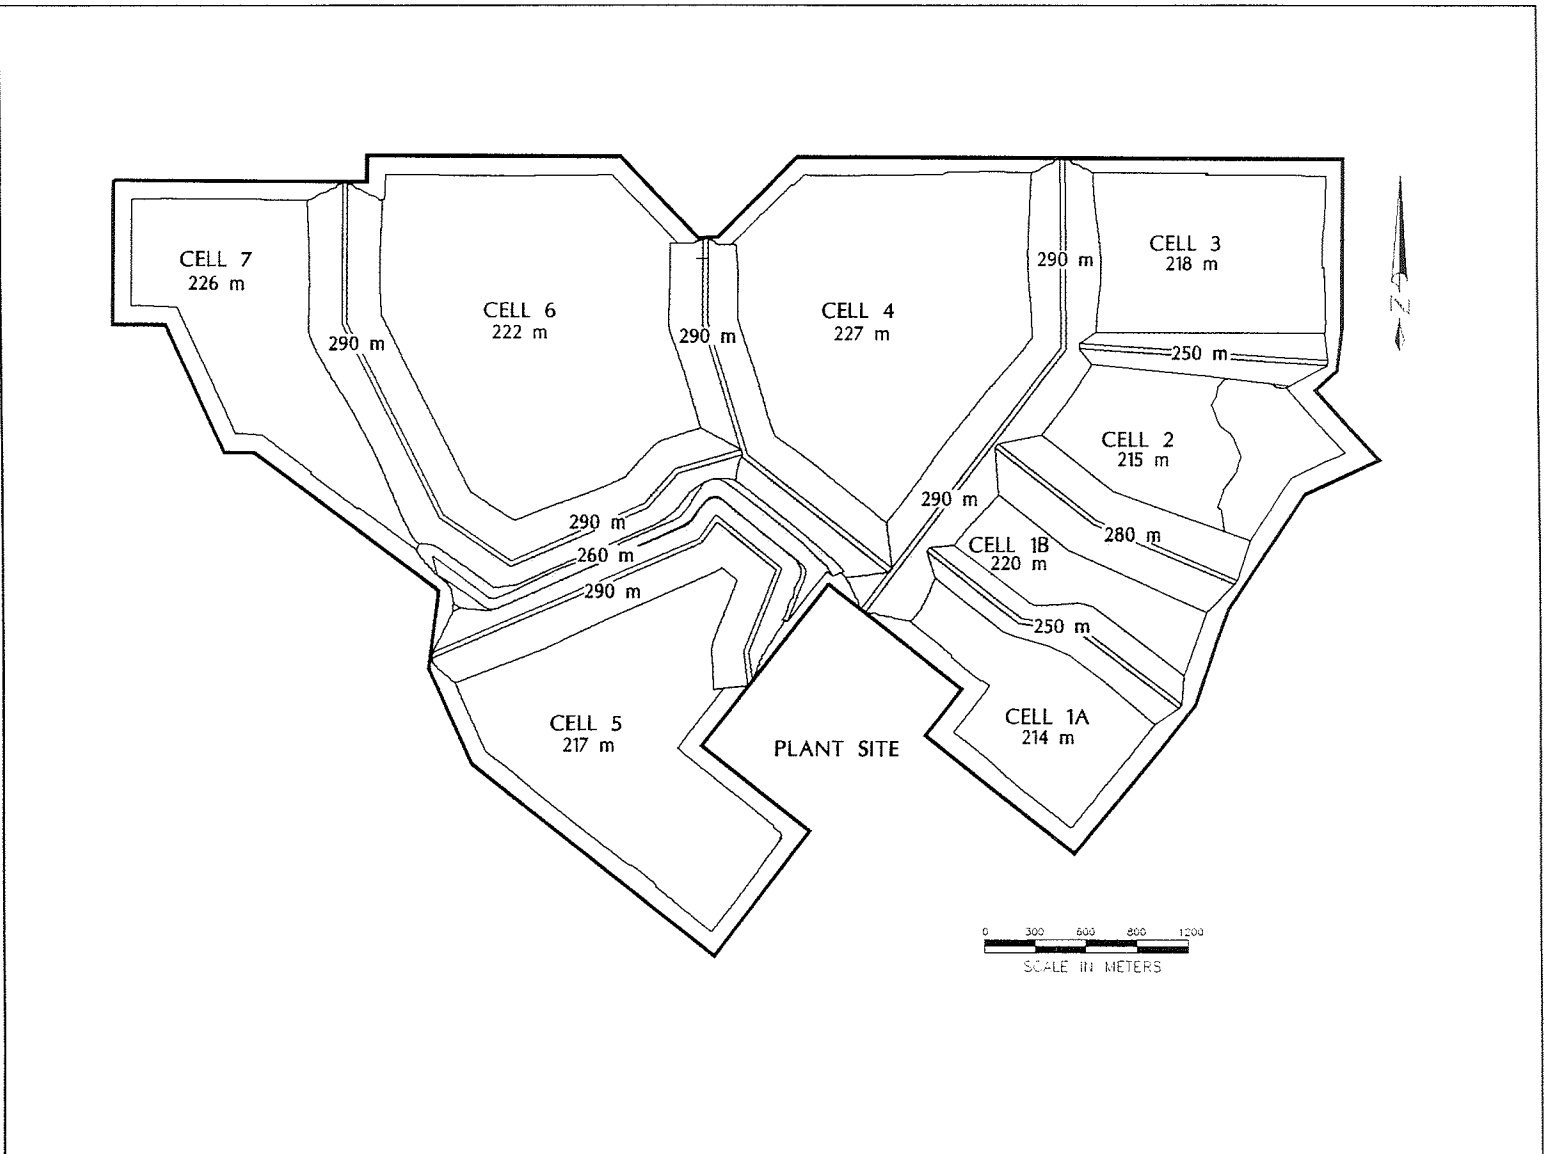 CELL 7
226 m
CELL 6
222 m
CELL 4
227 m
CELL 3
218 m
290 m
290 m
290 m
250 m
CELL 2
215 m
290 m
290 m
280 m
260 m
CELL 1B
220 m
290 m
250 m
CELL 5
217 m
PLANT SITE
CELL 1A
214 m
0 300 600 800 1200
SCALE IN METERS
N